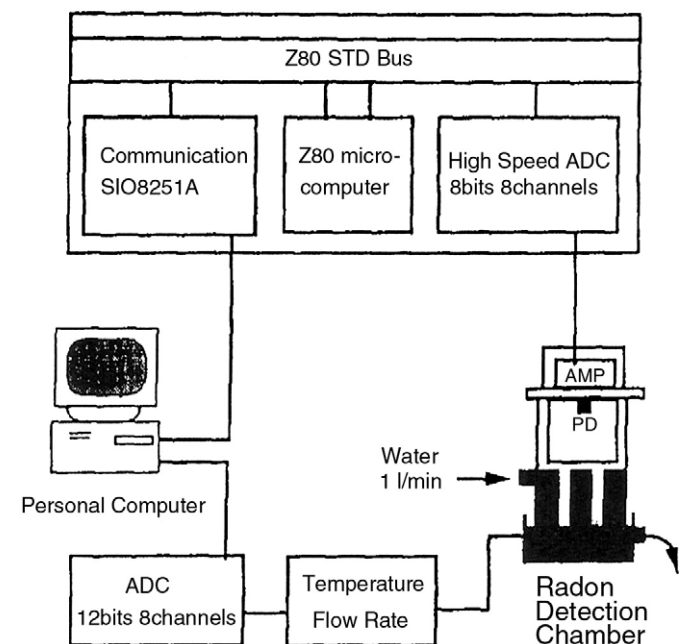 Z80 STD Bus
Communication
SIO8251A
Z80 micro-
computer
High Speed ADC
8bits 8channels
AMP
PD
Water
1 l/min
Personal Computer
ADC
12bits 8channels
Temperature
Flow Rate
Radon
Detection
Chamber